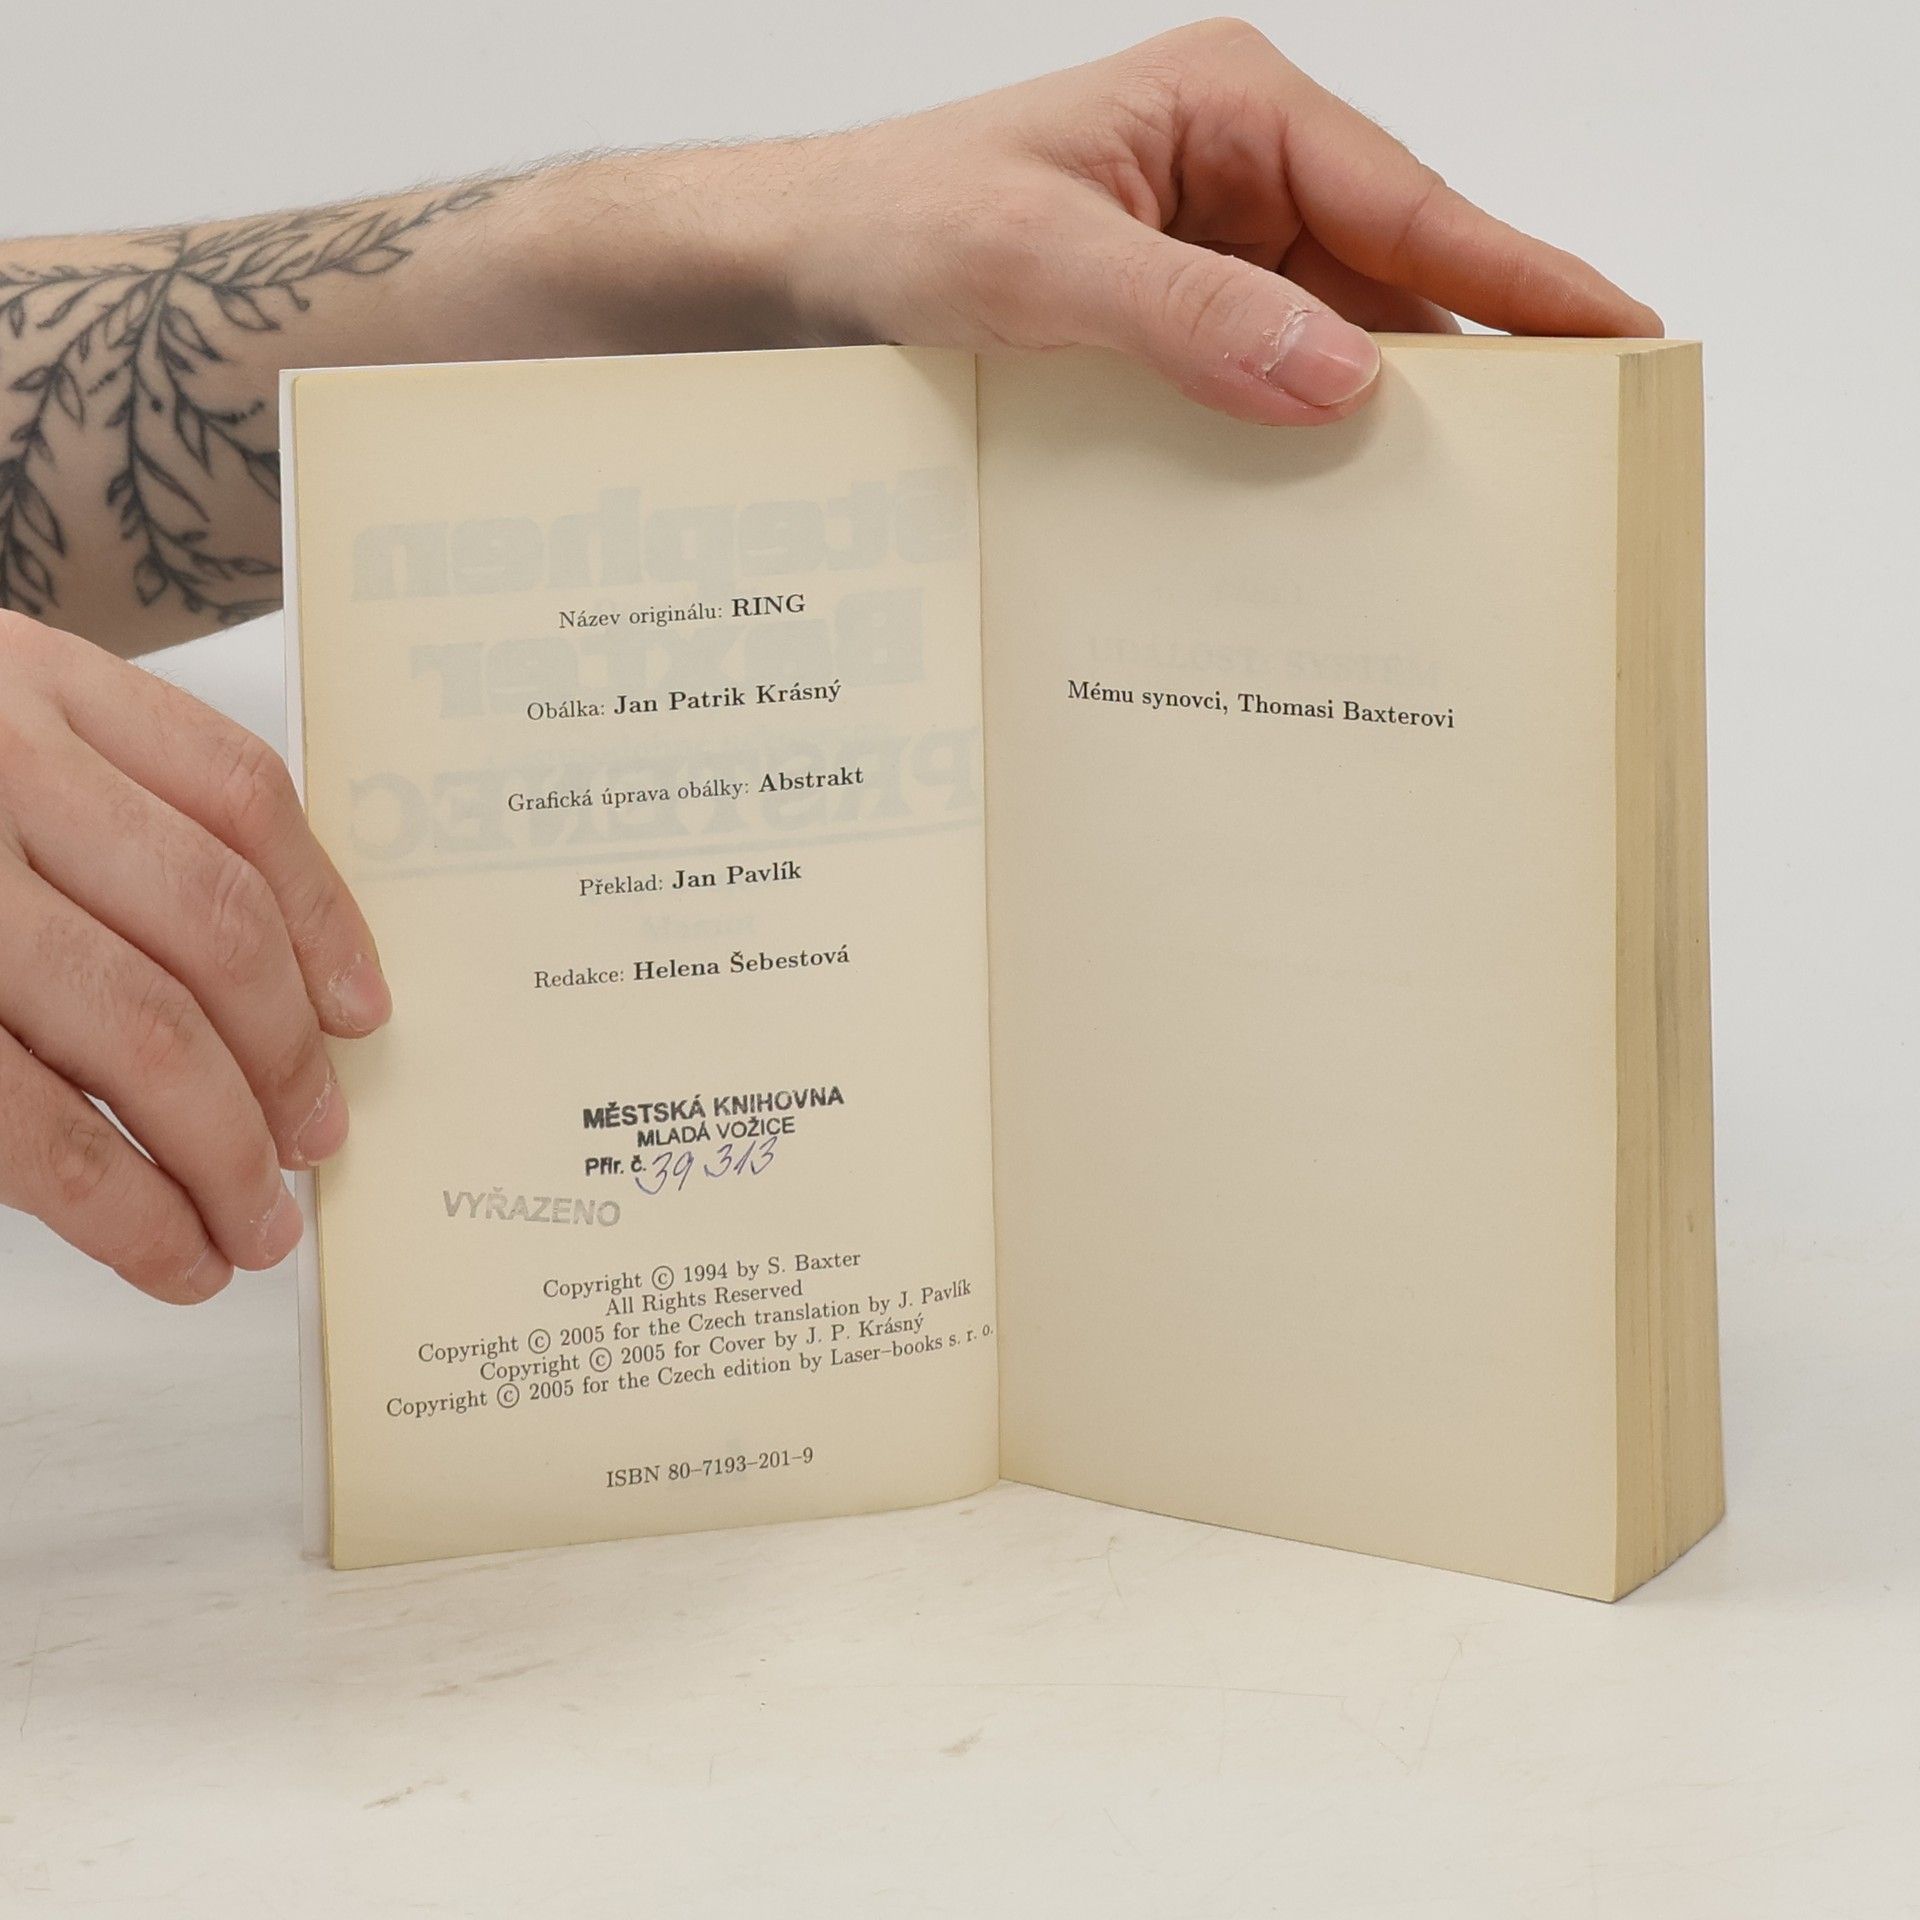 Název originálu: RING
Obálka: Jan Patrik Krásný
Grafická úprava obálky: Abstrakt
Překlad: Jan Pavlík
Redakce: Helena Šebestová
MĚSTSKÁ KNIHOVNA
MLADÁ VOŽICE
Přír. č. 39 313
VYŘAZENO
Copyright © 1994 by S. Baxter
All Rights Reserved
Copyright © 2005 for the Czech translation by J. Pavlík
Copyright © 2005 for Cover by J. P. Krásný
Copyright © 2005 for the Czech edition by Laser–books s. r. o.
ISBN 80–7193–201–9
Mému synovci, Thomasi Baxterovi